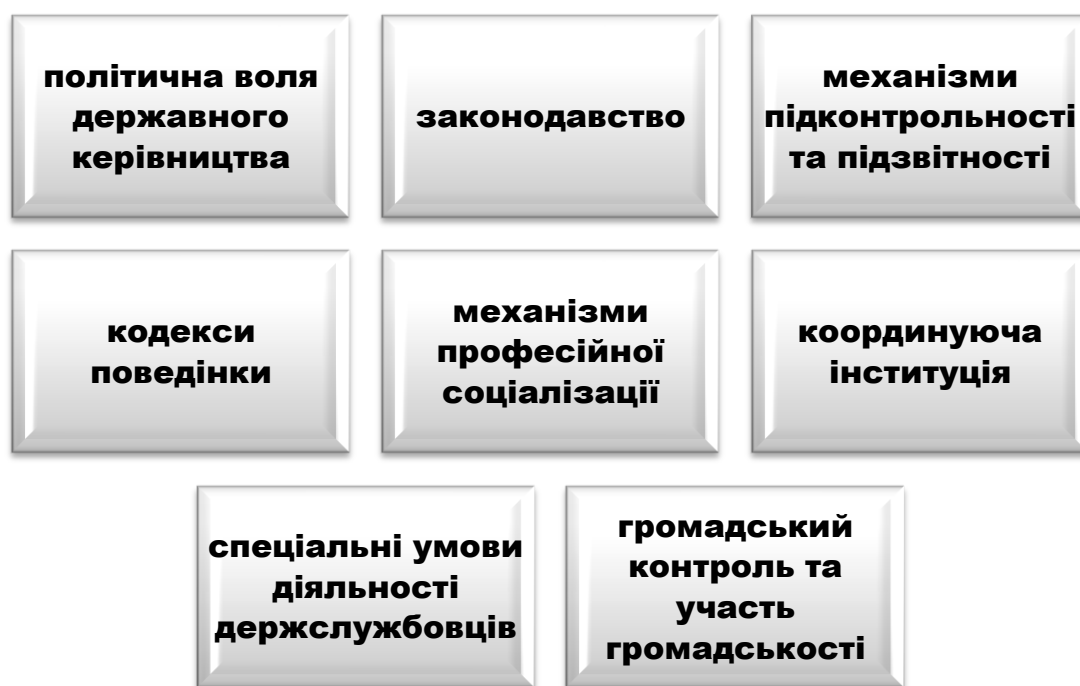 політична воля
державного
керівництва
законодавство
механізми
підконтрольності
та підзвітності
кодекси
поведінки
механізми
професійної
соціалізації
координуюча
інституція
спеціальні умови
діяльності
держслужбовців
громадський
контроль та
участь
громадськості